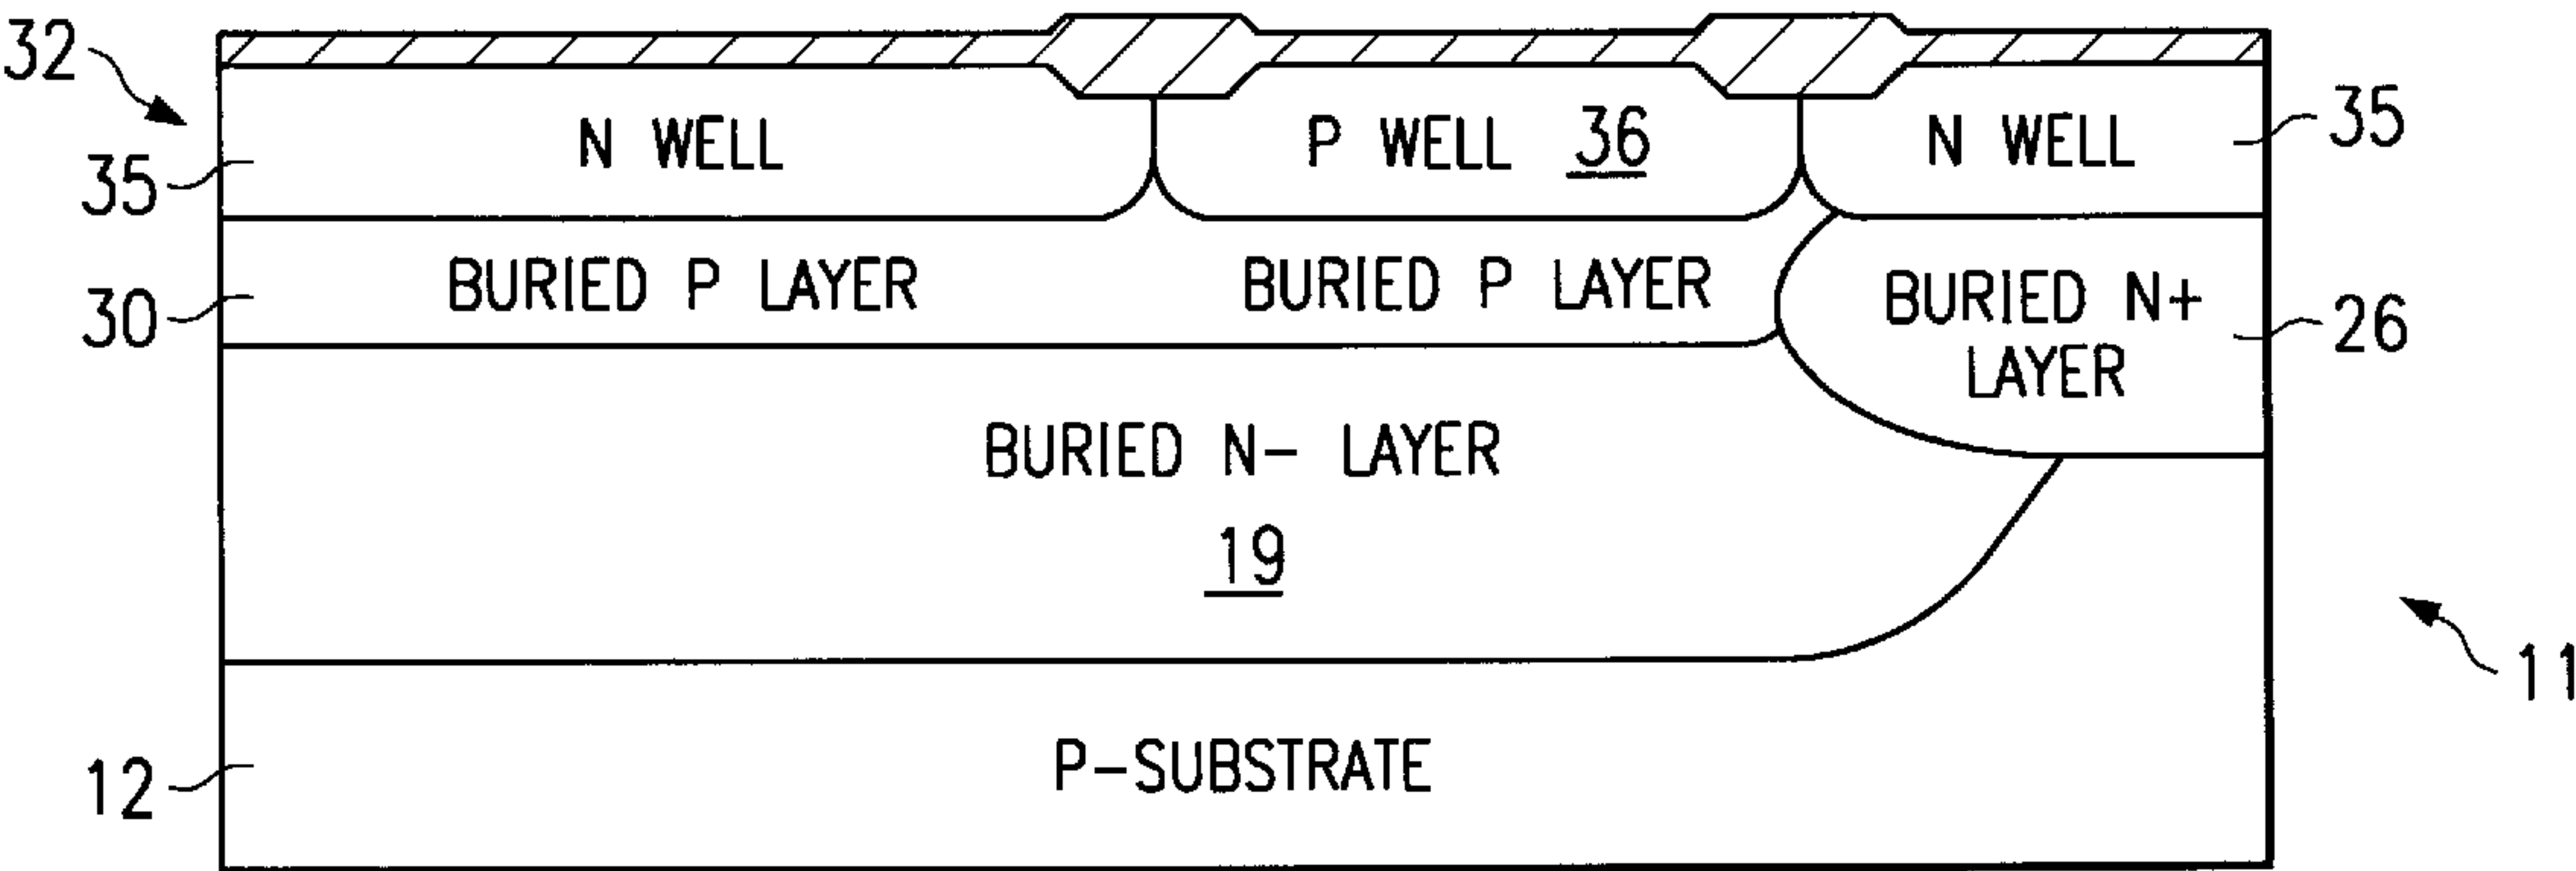 32
N WELL
P WELL 36
N WELL
35
35
BURIED P LAYER
BURIED P LAYER
BURIED N+
LAYER
30
26
BURIED N- LAYER
19
11
P-SUBSTRATE
12